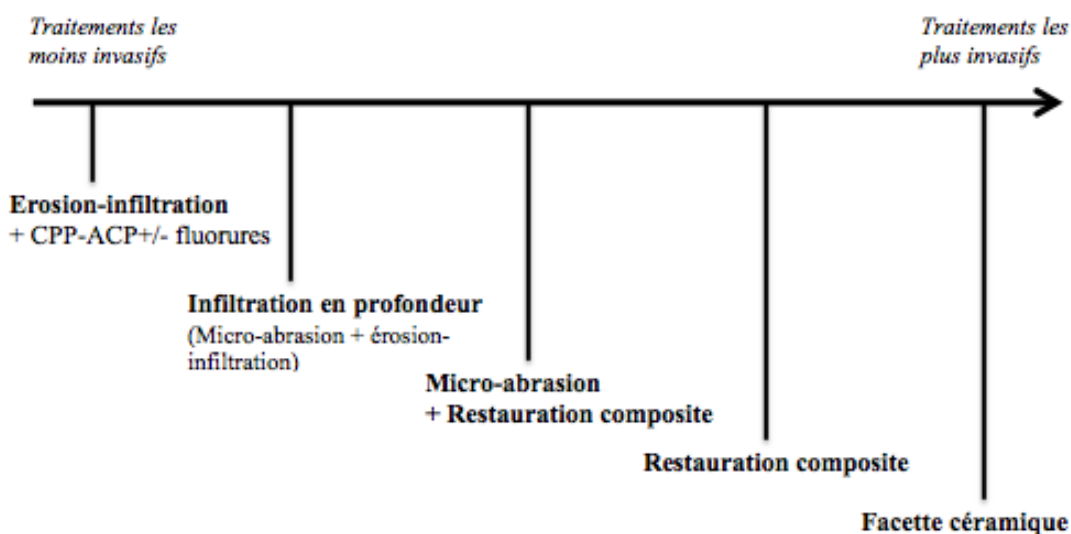 Traitements les
moins invasifs
Traitements les
plus invasifs
Erosion-infiltration
+ CPP-ACP+/- fluorures
Infiltration en profondeur
(Micro-abrasion + érosion-
infiltration)
Micro-abrasion
+ Restauration composite
Restauration composite
Facette céramique